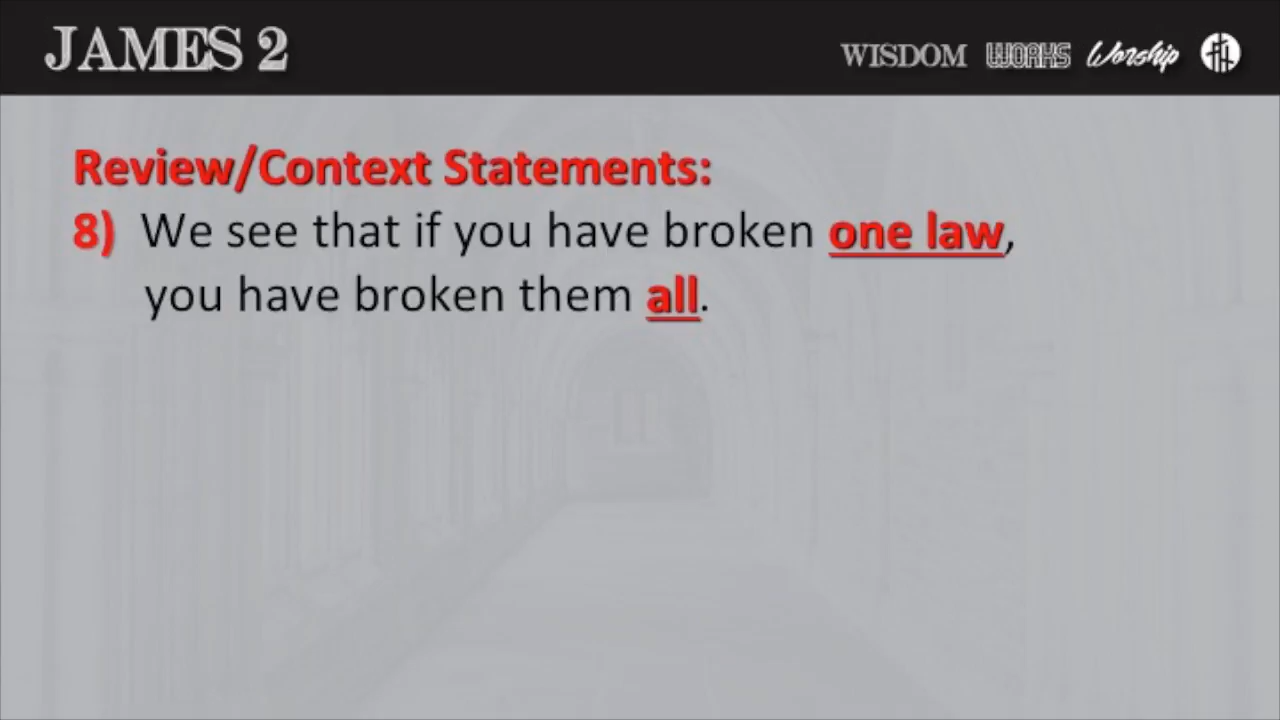 JAMES 2
WISDOM WORKS Worship
Review/Context Statements:
8) We see that if you have broken one law,
you have broken them all.